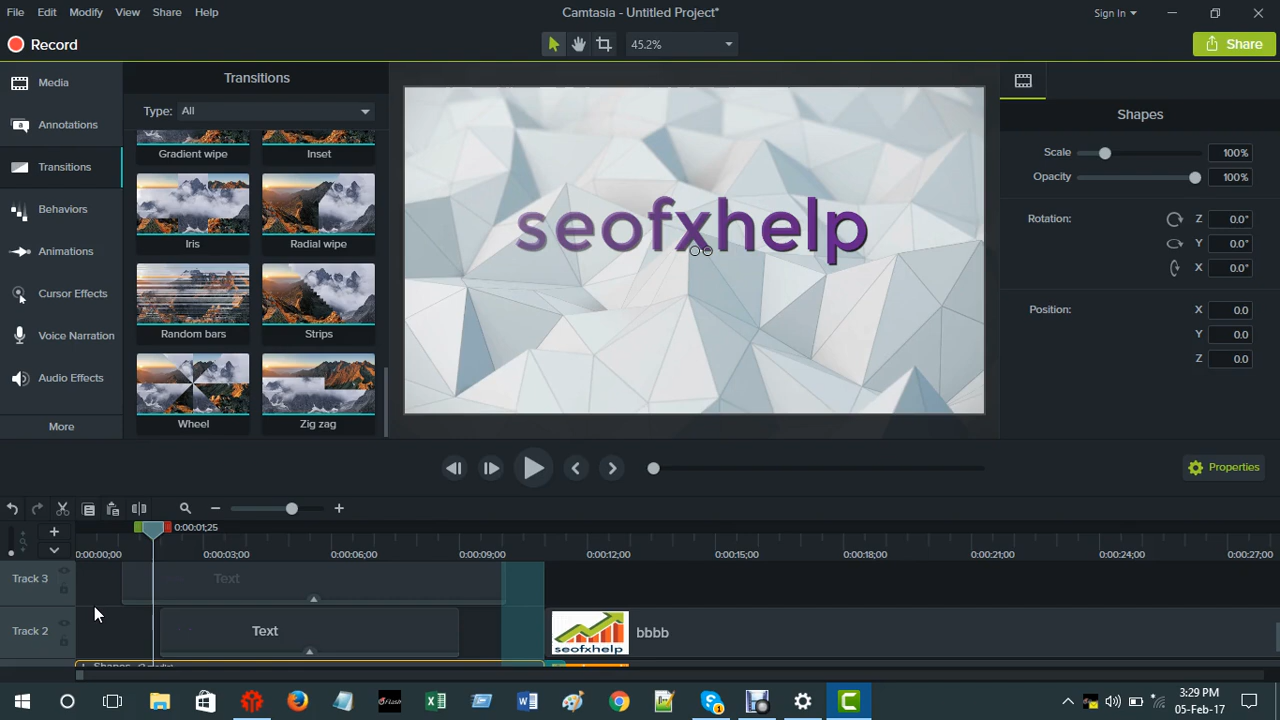 File Edit Modify View Share Help
Camtasia - Untitled Project*
Sign In
Record
45.2%
Share
Media
Annotations
Transitions
Behaviors
Animations
Cursor Effects
Voice Narration
Audio Effects
More
Transitions
Type: All
Gradient wipe Inset
Iris Radial wipe
Random bars Strips
Wheel Zig zag
seofxhelp
Shapes
Scale 100%
Opacity 100%
Rotation: Z 0.0°
Y 0.0°
X 0.0°
Position: X 0.0
Y 0.0
Z 0.0
Properties
0:00:01;25
0:00:00;00 0:00:03;00 0:00:06;00 0:00:09;00 0:00:12;00 0:00:15;00 0:00:18;00 0:00:21;00 0:00:24;00 0:00:27;00
Track 3 Text
Track 2 Text seofxhelp bbbb
Shapes
3:29 PM
05-Feb-17